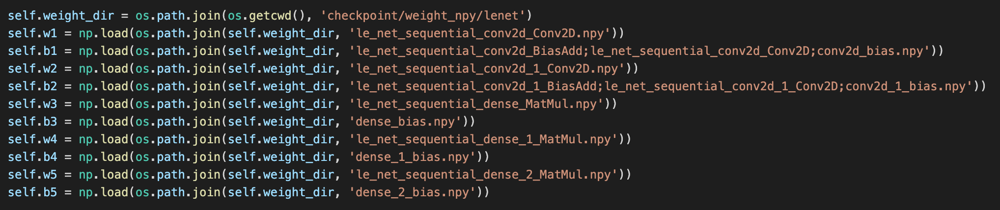 self.weight_dir = os.path.join(os.getcwd(), 'checkpoint/weight_npy/lenet')
self.w1 = np.load(os.path.join(self.weight_dir, 'le_net_sequential_conv2d_Conv2D.npy'))
self.b1 = np.load(os.path.join(self.weight_dir, 'le_net_sequential_conv2d_BiasAdd;le_net_sequential_conv2d_Conv2D;conv2d_bias.npy'))
self.w2 = np.load(os.path.join(self.weight_dir, 'le_net_sequential_conv2d_1_Conv2D.npy'))
self.b2 = np.load(os.path.join(self.weight_dir, 'le_net_sequential_conv2d_1_BiasAdd;le_net_sequential_conv2d_1_Conv2D;conv2d_1_bias.npy'))
self.w3 = np.load(os.path.join(self.weight_dir, 'le_net_sequential_dense_MatMul.npy'))
self.b3 = np.load(os.path.join(self.weight_dir, 'dense_bias.npy'))
self.w4 = np.load(os.path.join(self.weight_dir, 'le_net_sequential_dense_1_MatMul.npy'))
self.b4 = np.load(os.path.join(self.weight_dir, 'dense_1_bias.npy'))
self.w5 = np.load(os.path.join(self.weight_dir, 'le_net_sequential_dense_2_MatMul.npy'))
self.b5 = np.load(os.path.join(self.weight_dir, 'dense_2_bias.npy'))